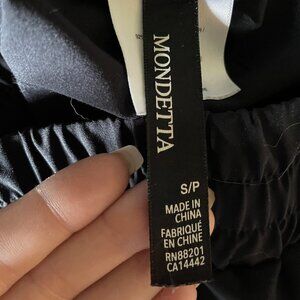 MONDETTA
S/P
MADE IN
CHINA
FABRIQUÉ
EN CHINE
RN88201
CA14442